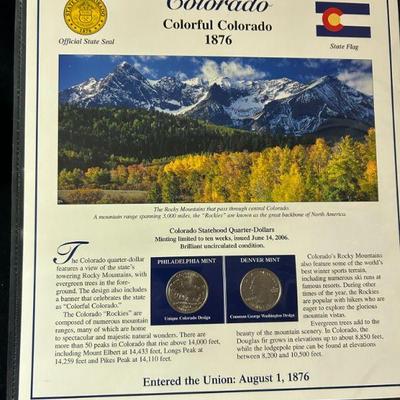 Colorado
Colorful Colorado
1876
Official State Seal
State Flag
The Rocky Mountains that pass through central Colorado.
A mountain range spanning 3,000 miles, the "Rockies" are known as the great backbone of North America.
Colorado Statehood Quarter-Dollars
Minting limited to ten weeks, issued June 14, 2006.
Brilliant uncirculated condition.
The Colorado quarter-dollar
features a view of the state's
towering Rocky Mountains, with
evergreen trees in the fore-
ground. The design also includes
a banner that celebrates the state
as "Colorful Colorado."
The Colorado "Rockies" are
composed of numerous mountain
ranges, many of which are home
to spectacular and majestic natural wonders. There are
more than 50 peaks in Colorado that rise above 14,000 feet,
including Mount Elbert at 14,433 feet, Longs Peak at
14,259 feet and Pikes Peak at 14,110 feet.
PHILADELPHIA MINT
Unique Colorado Design
DENVER MINT
Common George Washington Design
Colorado's Rocky Mountains
also feature some of the world's
best winter sports terrain,
including numerous ski runs at
famous resorts. During other
times of the year, the Rockies
are popular with hikers who are
eager to explore the glorious
mountain vistas.
Evergreen trees add to the
beauty of the mountain scenery. In Colorado, the
Douglas fir grows in elevations up to about 8,850 feet,
while the lodgepole pine can be found at elevations
between 8,200 and 10,500 feet.
Entered the Union: August 1, 1876